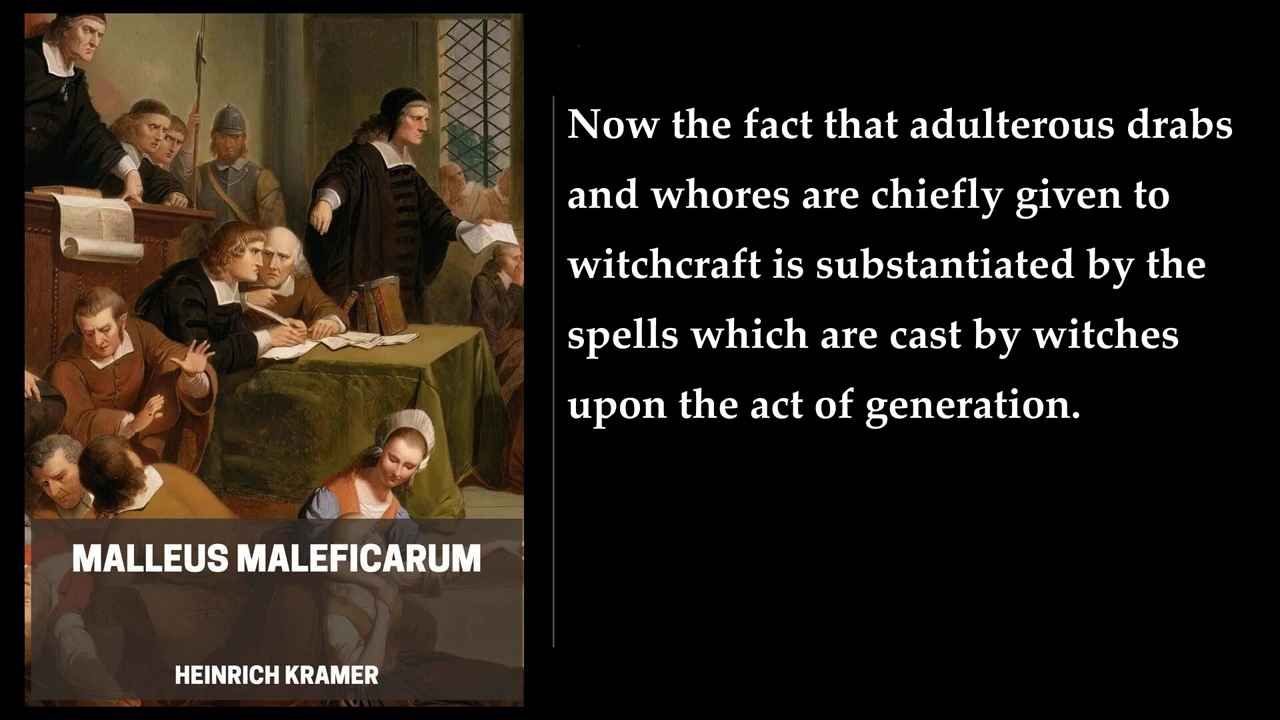 Now the fact that adulterous drabs
and whores are chiefly given to
witchcraft is substantiated by the
spells which are cast by witches
upon the act of generation.
MALLEUS MALEFICARUM
HEINRICH KRAMER